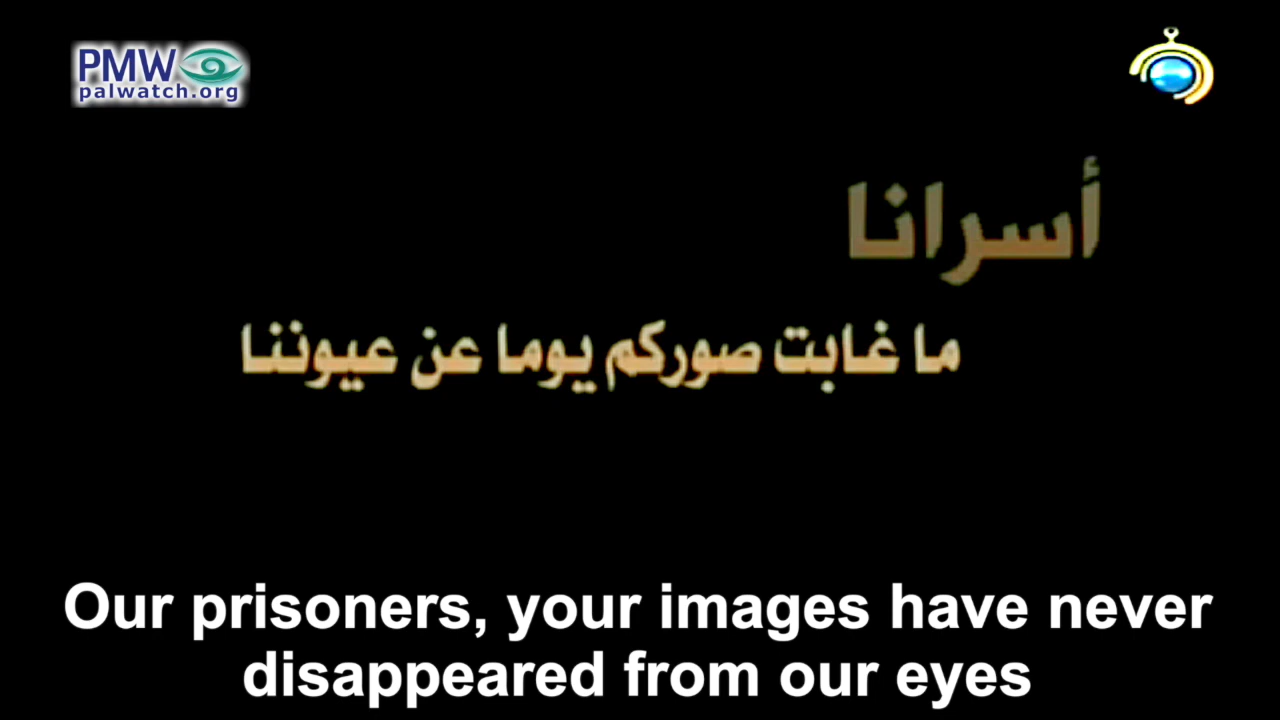 PMW
palwatch.org
أسرانا
ما غابت صوركم يوما عن عيوننا
Our prisoners, your images have never
disappeared from our eyes